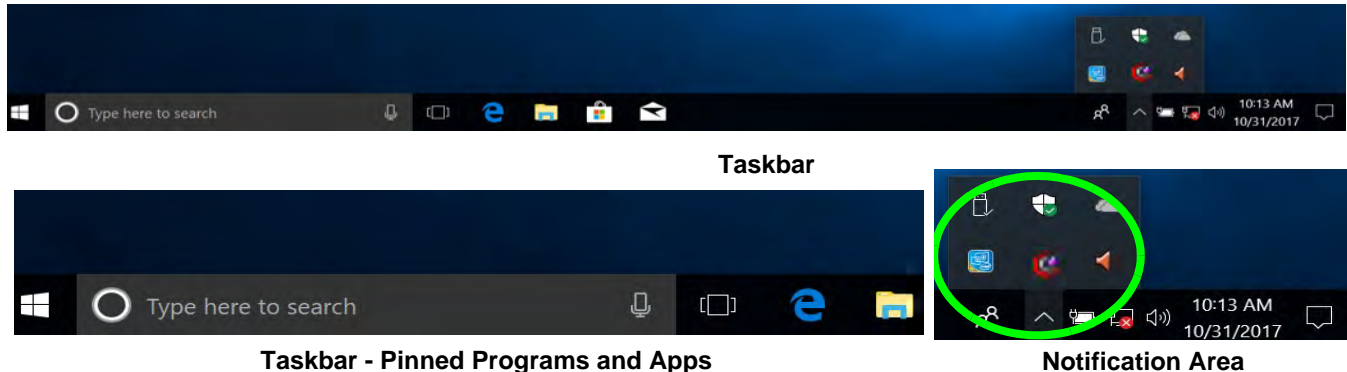 Type here to search
10:13 AM
10/31/2017
Taskbar
Type here to search
10:13 AM
10/31/2017
Taskbar - Pinned Programs and Apps
Notification Area